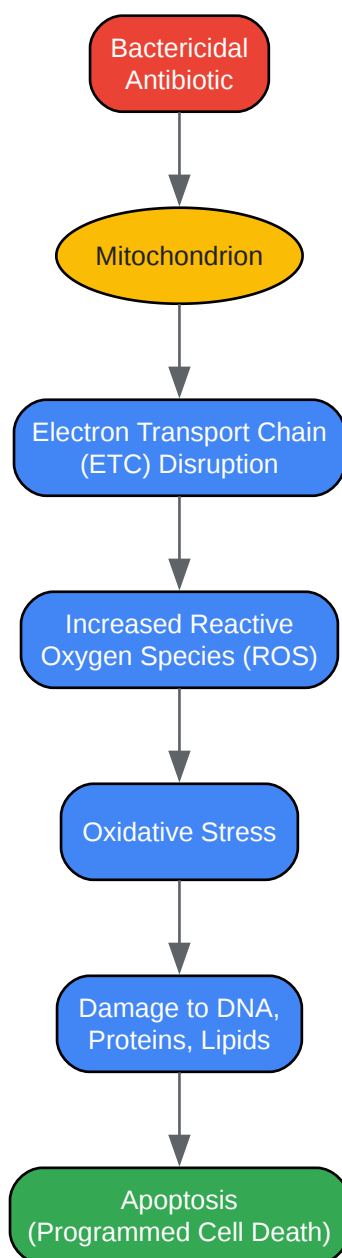 Bactericidal
Antibiotic
Mitochondrion
Electron Transport Chain
(ETC) Disruption
Increased Reactive
Oxygen Species (ROS)
Oxidative Stress
Damage to DNA,
Proteins, Lipids
Apoptosis
(Programmed Cell Death)